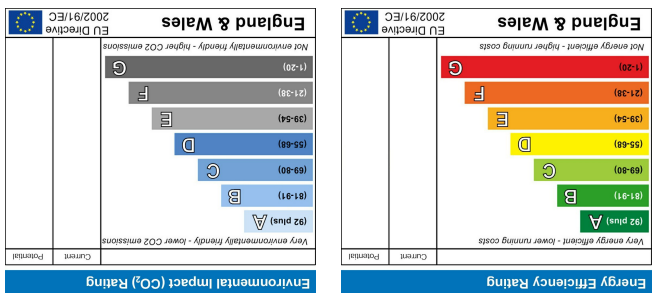 Energy Efficiency Rating
Current
Potential
Very energy efficient - lower running costs
(92 plus) A
(81-91) B
(69-80) C
(55-68) D
(39-54) E
(21-38) F
(1-20) G
Not energy efficient - higher running costs
England & Wales
EU Directive
2002/91/EC
Environmental Impact (CO₂) Rating
Current
Potential
Very environmentally friendly - lower CO2 emissions
(92 plus) A
(81-91) B
(69-80) C
(55-68) D
(39-54) E
(21-38) F
(1-20) G
Not environmentally friendly - higher CO2 emissions
England & Wales
EU Directive
2002/91/EC